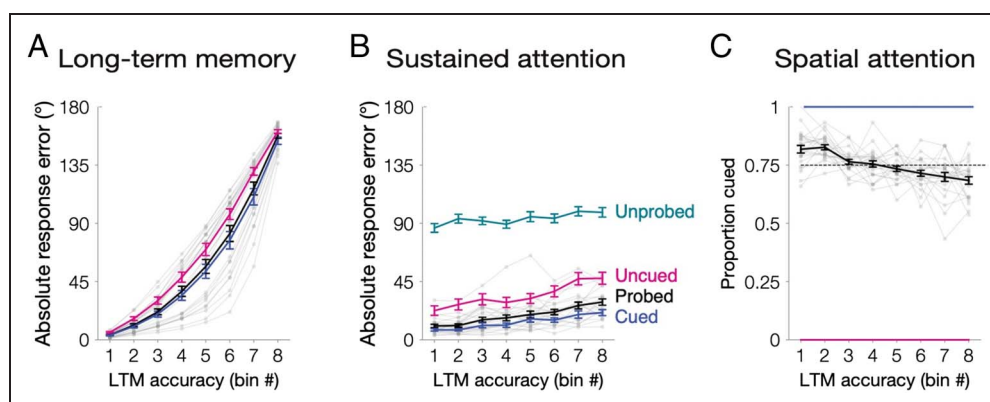 A Long-term memory
Absolute response error (°)
180
135
90
45
0
1 2 3 4 5 6 7 8
LTM accuracy (bin #)
B Sustained attention
Absolute response error (°)
180
135
90
45
0
Unprobed
Uncued
Probed
Cued
1 2 3 4 5 6 7 8
LTM accuracy (bin #)
C Spatial attention
Proportion cued
1
0.75
0.5
0.25
0
1 2 3 4 5 6 7 8
LTM accuracy (bin #)